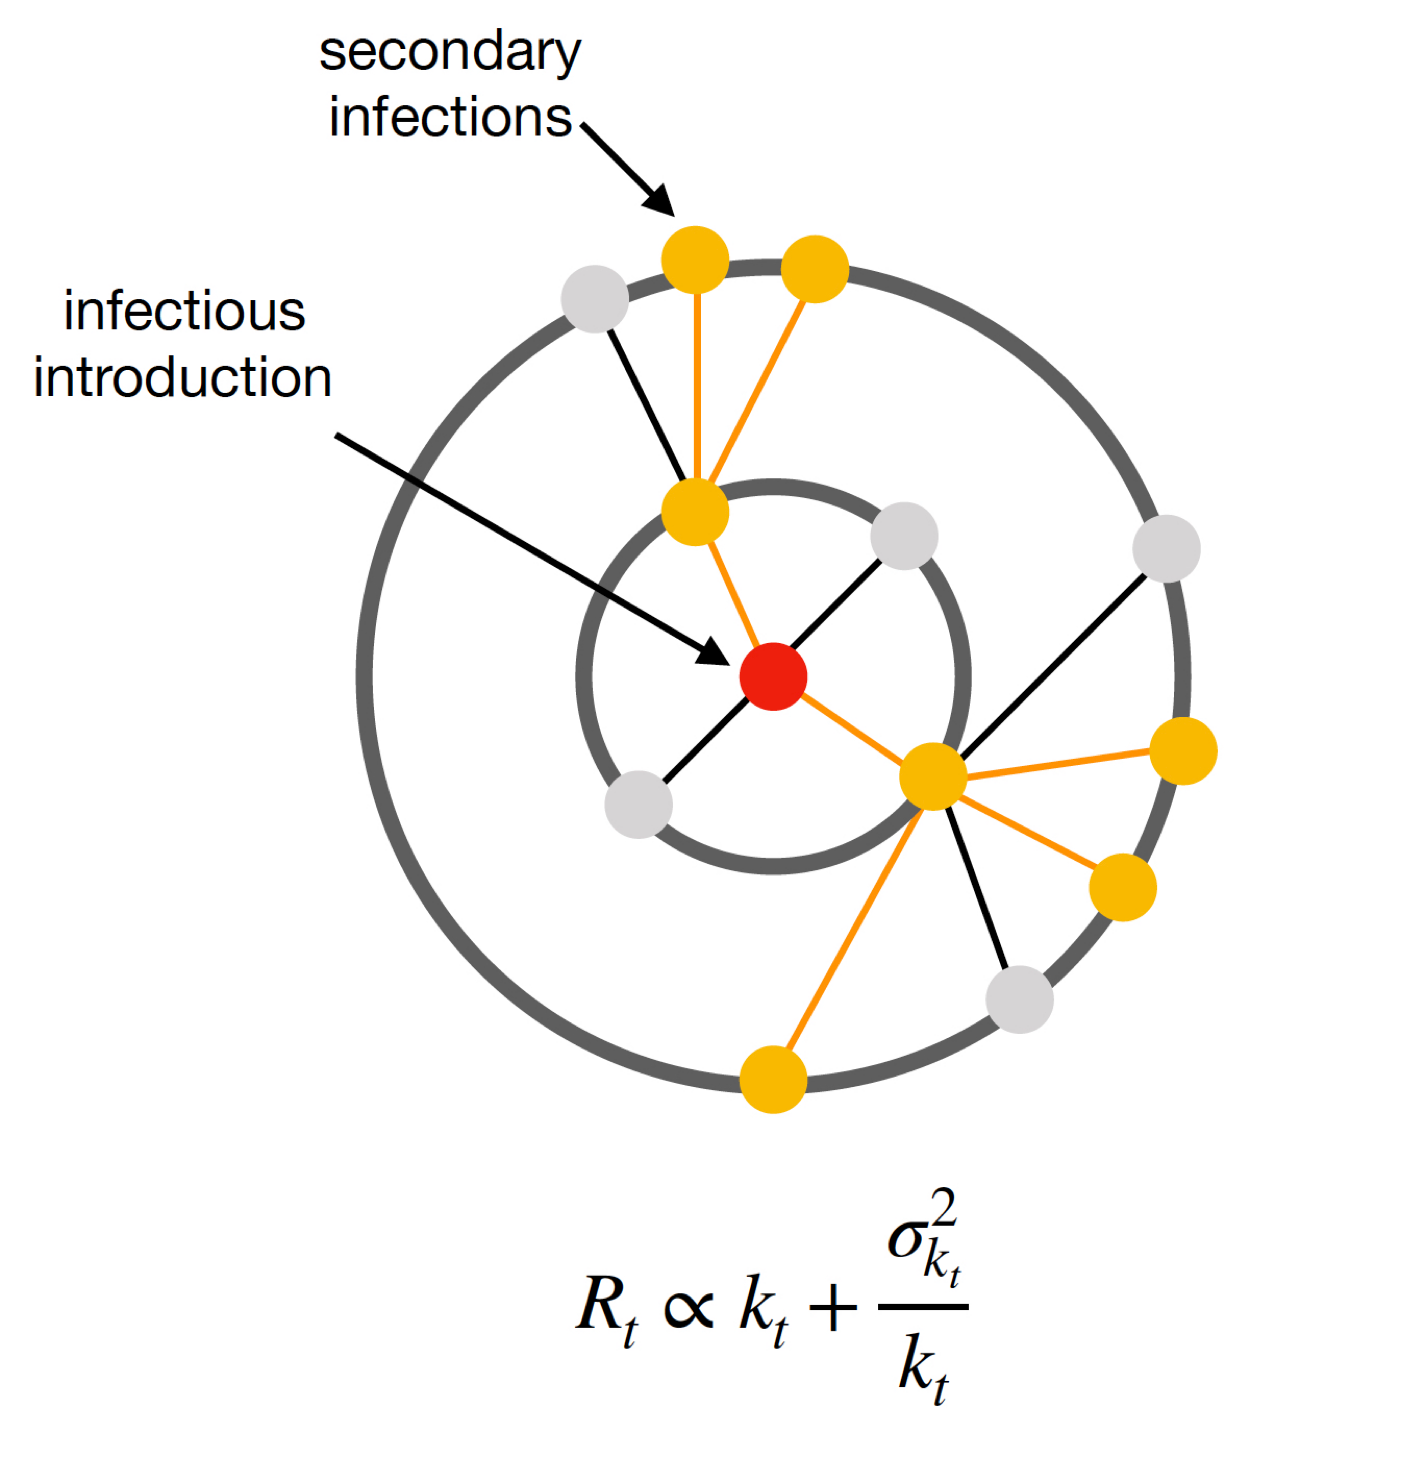 secondary
infections
infectious
introduction
R_t ∝ k_t + σ²_{k_t} / k_t